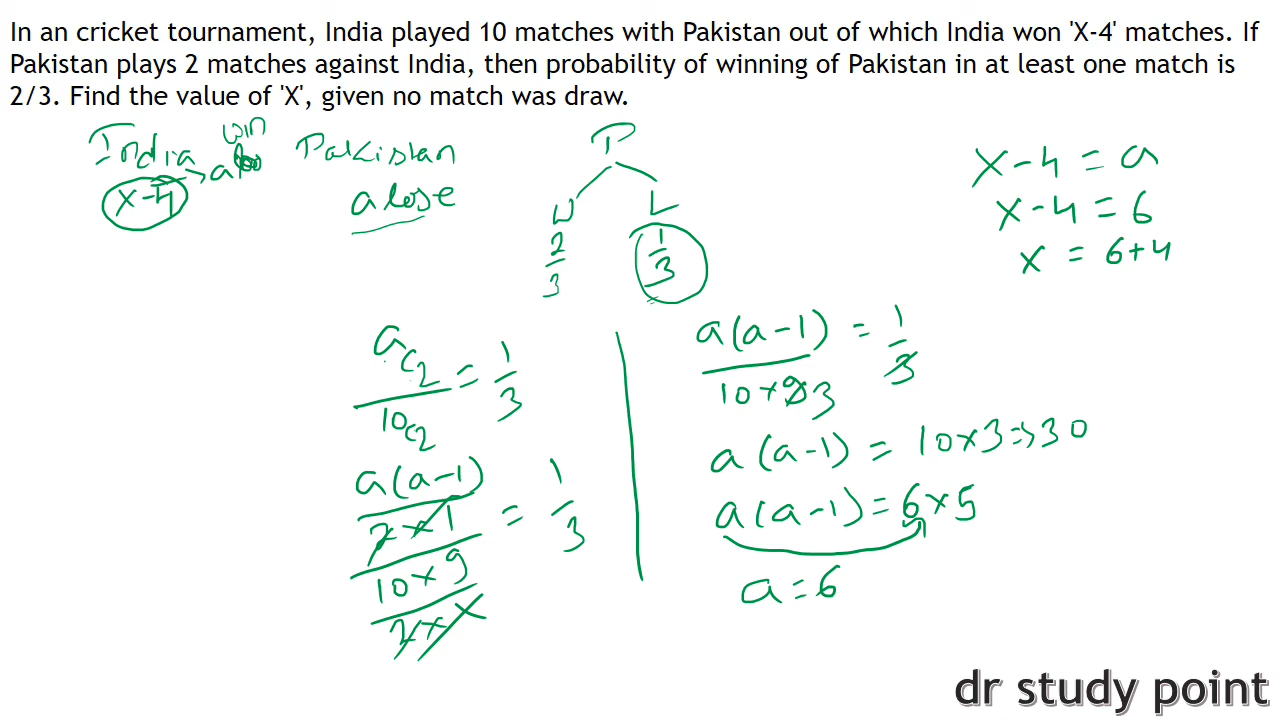 In an cricket tournament, India played 10 matches with Pakistan out of which India won 'X-4' matches. If
Pakistan plays 2 matches against India, then probability of winning of Pakistan in at least one match is
2/3. Find the value of 'X', given no match was draw.
India win Pakistan
x-4 → a
a lose
P
W L
2/3 1/3
x-4 = a
x-4 = 6
x = 6+4
aC2/10C2 = 1/3
a(a-1)
2×1
10×9
2×1
= 1/3
a(a-1)/10×9 3 = 1/3
a(a-1) = 10×3 ⇒ 30
a(a-1) = 6×5
a = 6
dr study point